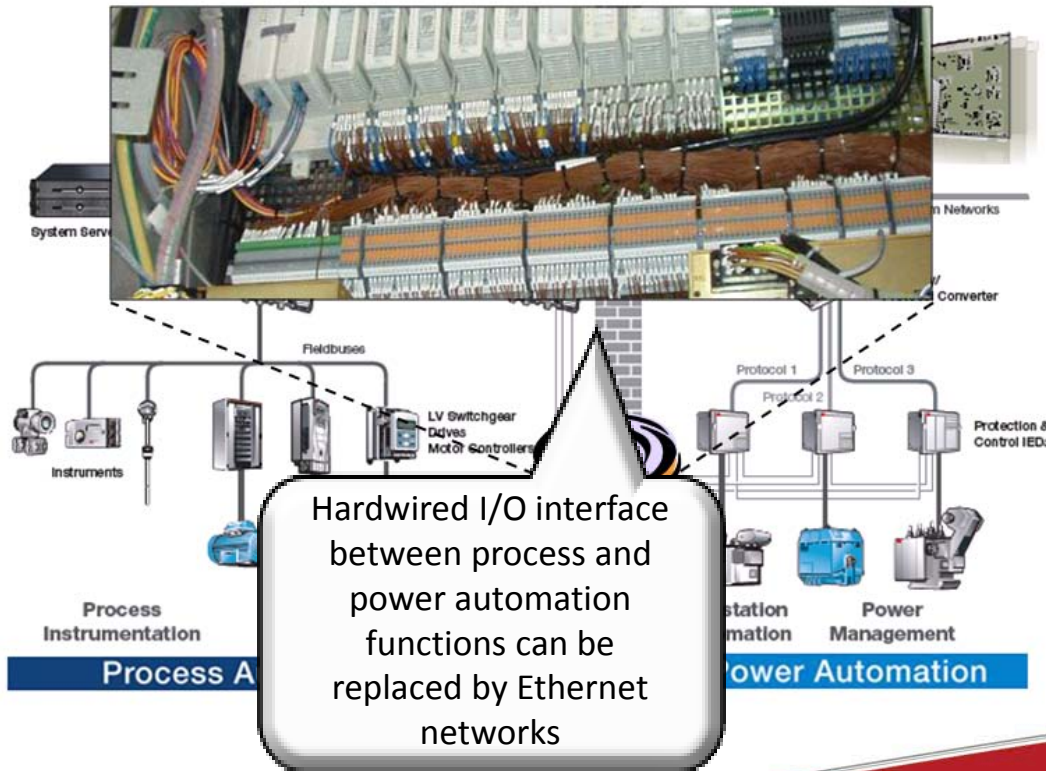 System Serve
n Networks
Converter
Fieldbuses
Protocol 1
Protocol 3
Protocol 2
LV Switchgear
Drives
Motor Controllers
Protection &
Control IEDs
Instruments
Hardwired I/O interface
between process and
power automation
functions can be
replaced by Ethernet
networks
Process
Instrumentation
station
mation
Power
Management
Process A
Power Automation